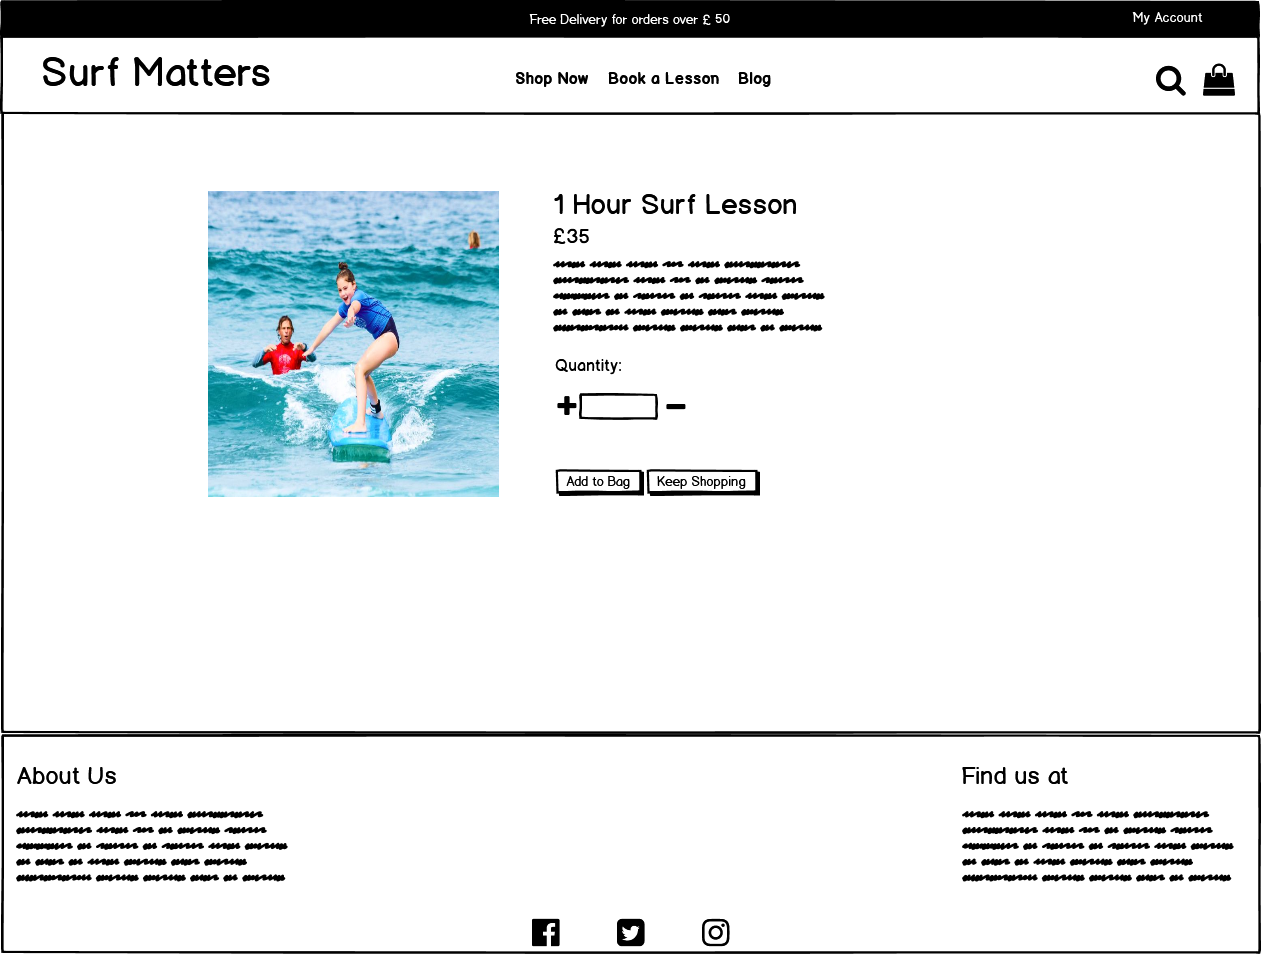 Free Delivery for orders over £ 50
My Account
Surf Matters
Shop Now
Book a Lesson
Blog
1 Hour Surf Lesson
£35
Quantity:
Add to Bag
Keep Shopping
About Us
Find us at